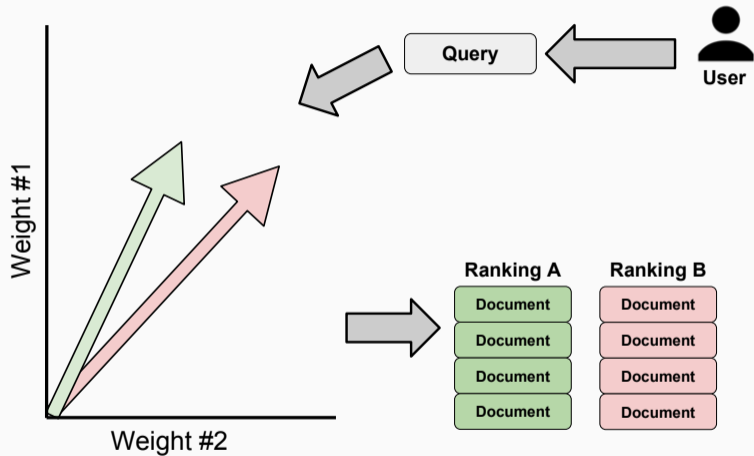 Query
User
Weight #1
Weight #2
Ranking A
Ranking B
Document
Document
Document
Document
Document
Document
Document
Document